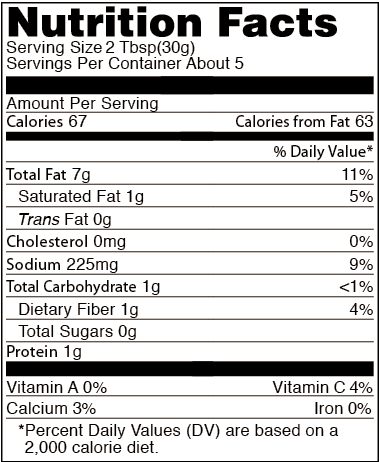 Nutrition Facts
Serving Size 2 Tbsp(30g)
Servings Per Container About 5
Amount Per Serving
Calories 67 Calories from Fat 63
% Daily Value*
Total Fat 7g 11%
Saturated Fat 1g 5%
Trans Fat 0g
Cholesterol 0mg 0%
Sodium 225mg 9%
Total Carbohydrate 1g <1%
Dietary Fiber 1g 4%
Total Sugars 0g
Protein 1g
Vitamin A 0% Vitamin C 4%
Calcium 3% Iron 0%
*Percent Daily Values (DV) are based on a
2,000 calorie diet.